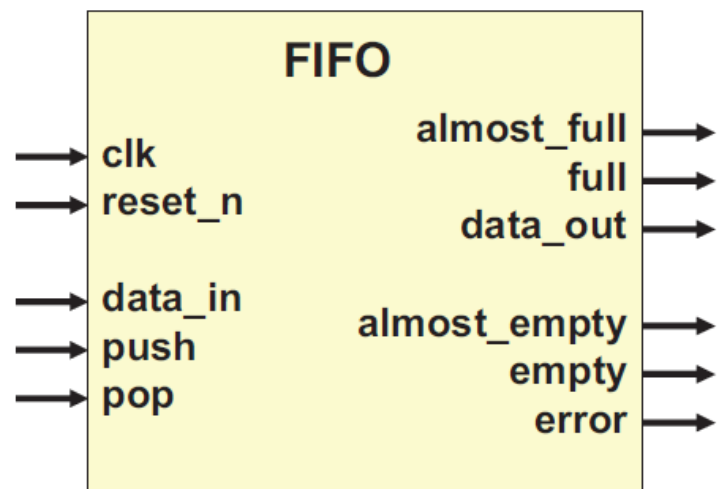 FIFO
clk
reset_n
data_in
push
pop
almost_full
full
data_out
almost_empty
empty
error